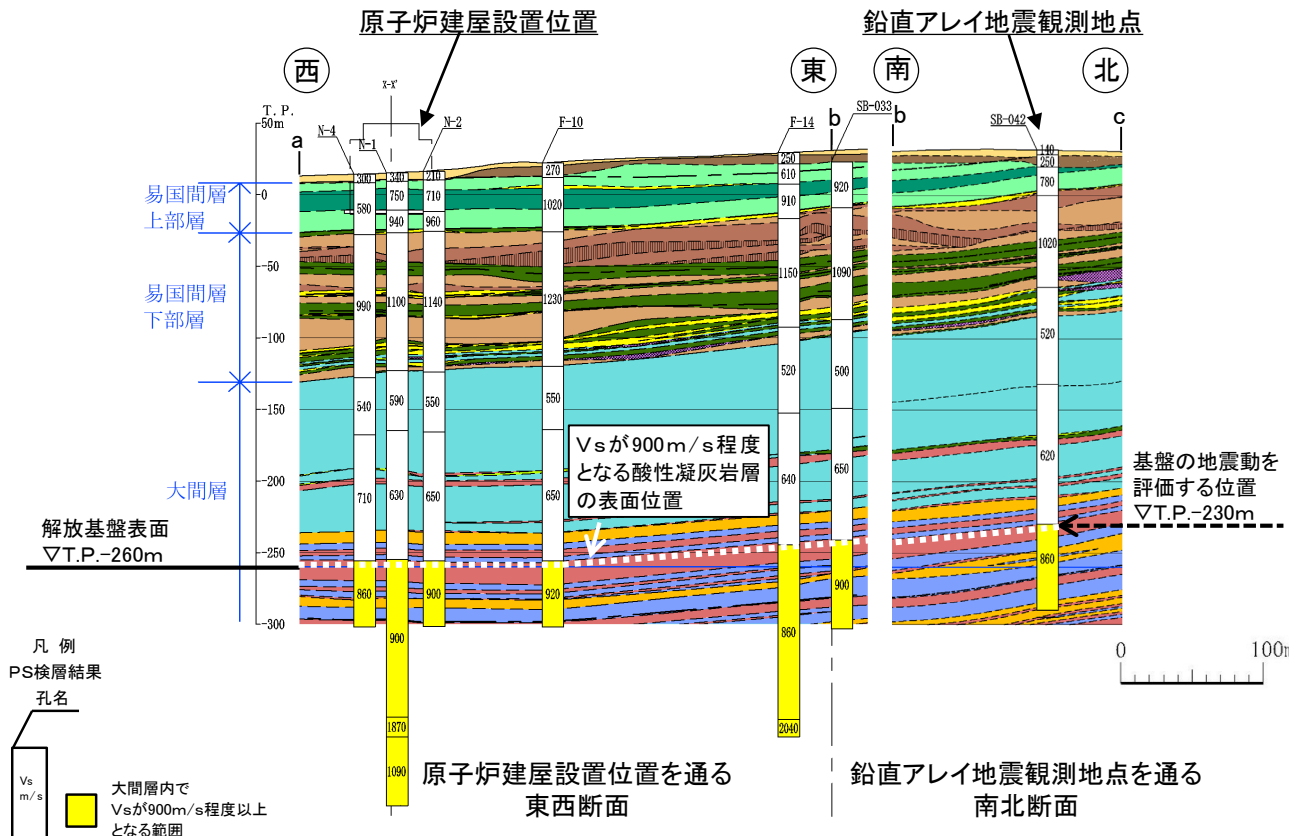 原子炉建屋設置位置
鉛直アレイ地震観測地点
西
東
南
北
X-X'
T.P.
50m
0
-50
-100
-150
-200
-250
-300
a
b
b
c
N-4
N-1
N-2
F-10
F-14
SB-033
SB-042
易国間層
上部層
易国間層
下部層
大間層
300
580
990
540
710
860
340
750
940
1100
590
630
900
1870
1090
210
710
960
1140
550
650
900
270
1020
1230
550
650
920
250
610
910
1150
520
640
860
2040
920
1090
500
650
900
140
250
780
1020
520
620
860
Vsが900m/s程度
となる酸性凝灰岩層
の表面位置
解放基盤表面
▽T.P.-260m
基盤の地震動を
評価する位置
▽T.P.-230m
0 100m
凡 例
PS検層結果
孔名
Vs
m/s
大間層内で
Vsが900m/s程度以上
となる範囲
原子炉建屋設置位置を通る
東西断面
鉛直アレイ地震観測地点を通る
南北断面